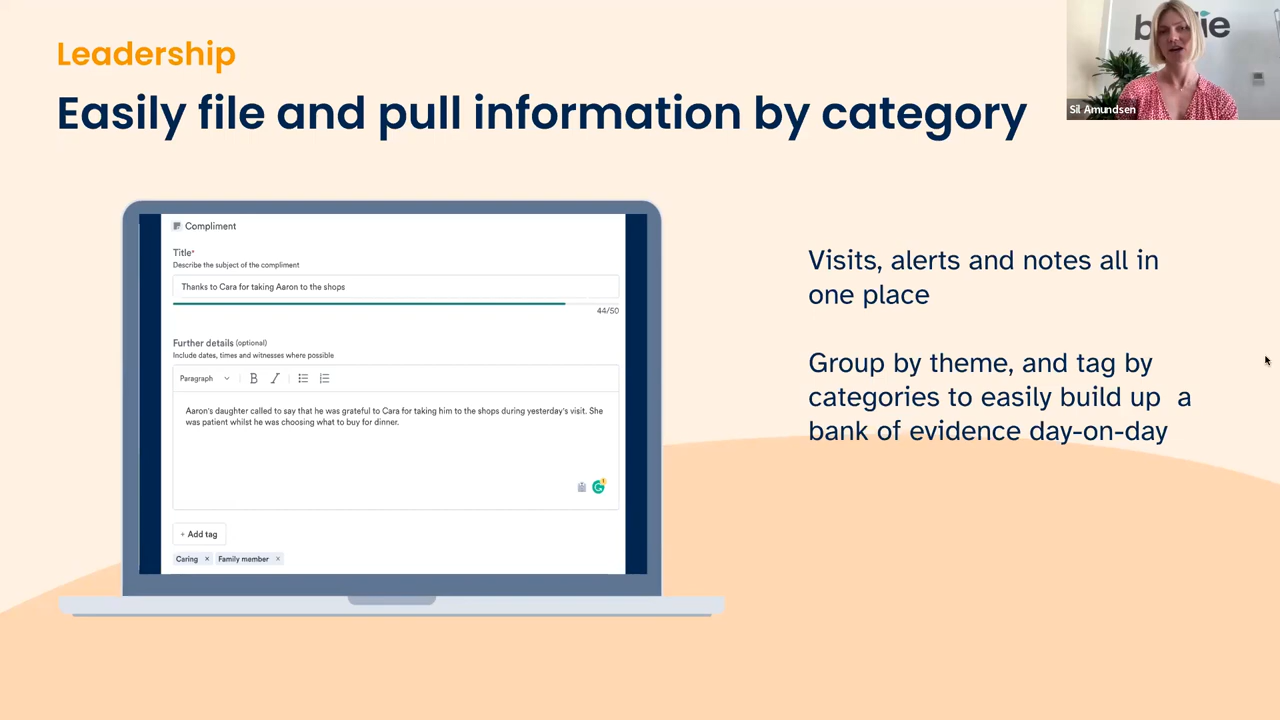 Leadership
Easily file and pull information by category
Sil Amundsen
Compliment
Title*
Describe the subject of the compliment
Thanks to Cara for taking Aaron to the shops
44/50
Further details (optional)
Include dates, times and witnesses where possible
Paragraph B I
Aaron's daughter called to say that he was grateful to Cara for taking him to the shops during yesterday's visit. She
was patient whilst he was choosing what to buy for dinner.
+ Add tag
Caring × Family member ×
Visits, alerts and notes all in
one place
Group by theme, and tag by
categories to easily build up a
bank of evidence day-on-day